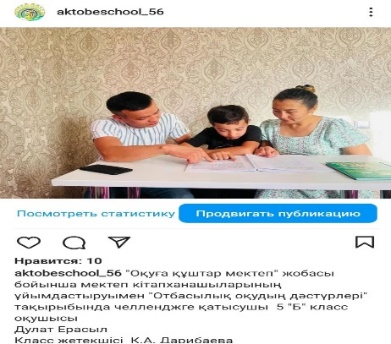 aktobeschool_56
Посмотреть статистику
Продвигать публикацию
Нравится: 10
aktobeschool_56 "Оқуға құштар мектеп" жобасы
бойынша мектеп кітапханашыларының
ұйымдастыруымен "Отбасылық оқудың дәстүрлері"
тақырыбында челленджге қатысушы 5 "Б" класс
оқушысы
Дулат Ерасыл
Класс жетекшісі К.А. Дарибаева